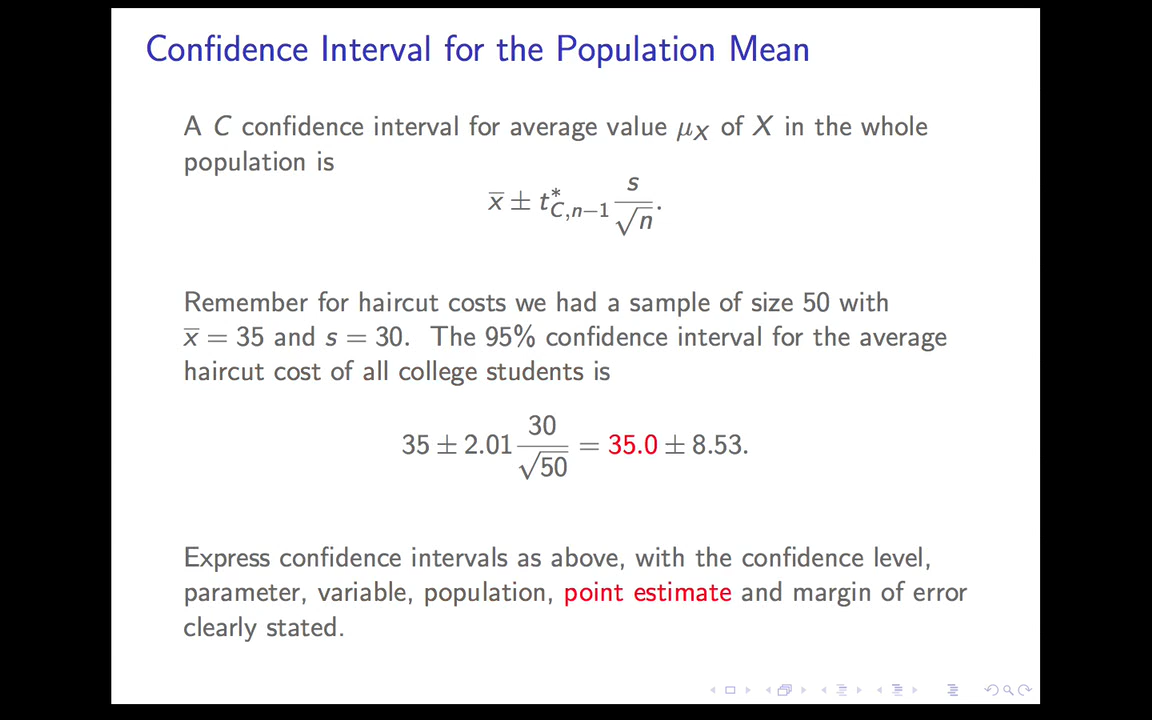 Confidence Interval for the Population Mean
A C confidence interval for average value μ_X of X in the whole
population is
x̅ ± t*_{C,n−1} s/√n.
Remember for haircut costs we had a sample of size 50 with
x̅ = 35 and s = 30. The 95% confidence interval for the average
haircut cost of all college students is
35 ± 2.01 30/√50 = 35.0 ± 8.53.
Express confidence intervals as above, with the confidence level,
parameter, variable, population, point estimate and margin of error
clearly stated.